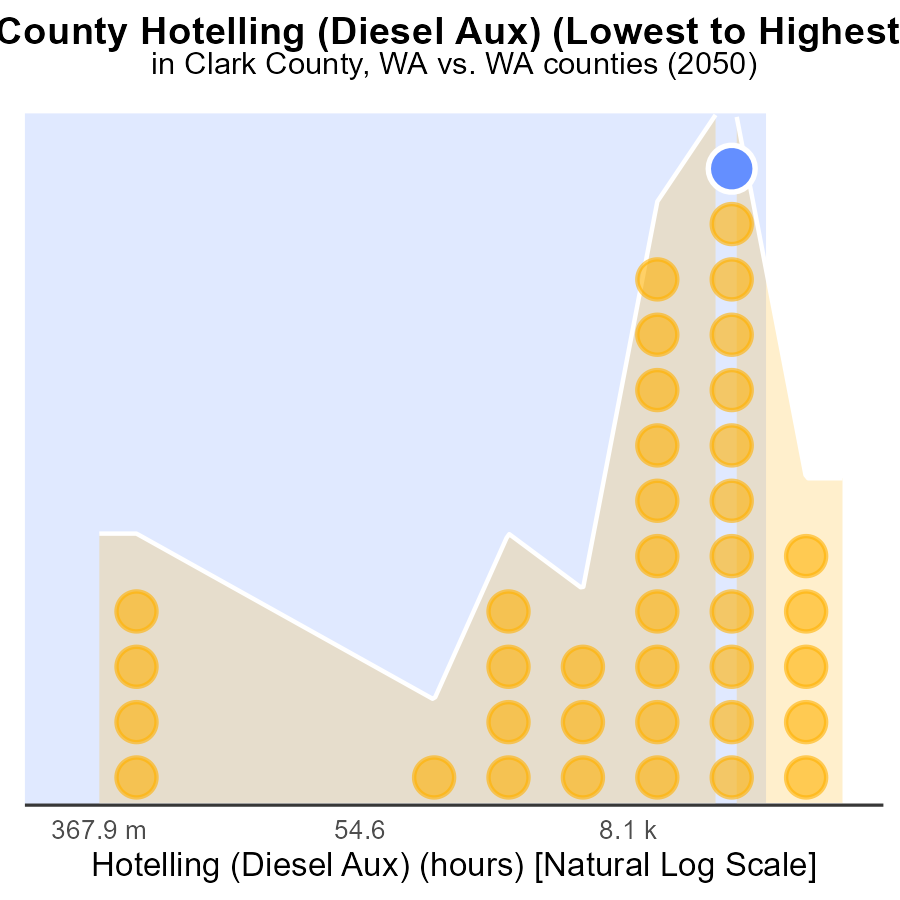 County Hotelling (Diesel Aux) (Lowest to Highest
in Clark County, WA vs. WA counties (2050)
367.9 m 54.6 8.1 k
Hotelling (Diesel Aux) (hours) [Natural Log Scale]